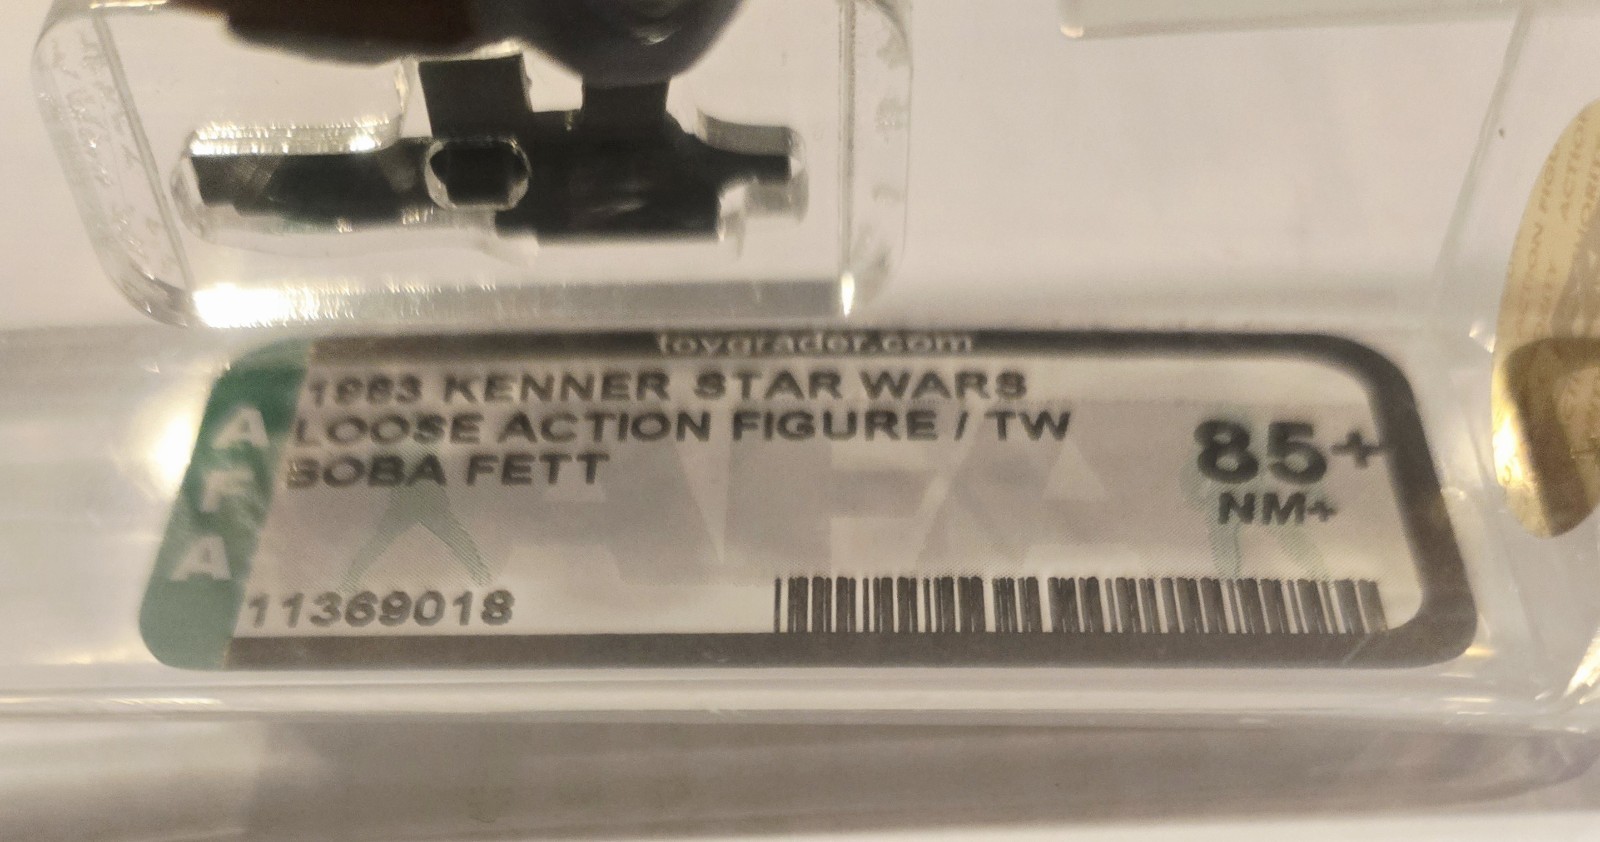 toygrader.com
1983 KENNER STAR WARS
LOOSE ACTION FIGURE / TW
BOBA FETT
85+
NM+
AFA
11369018